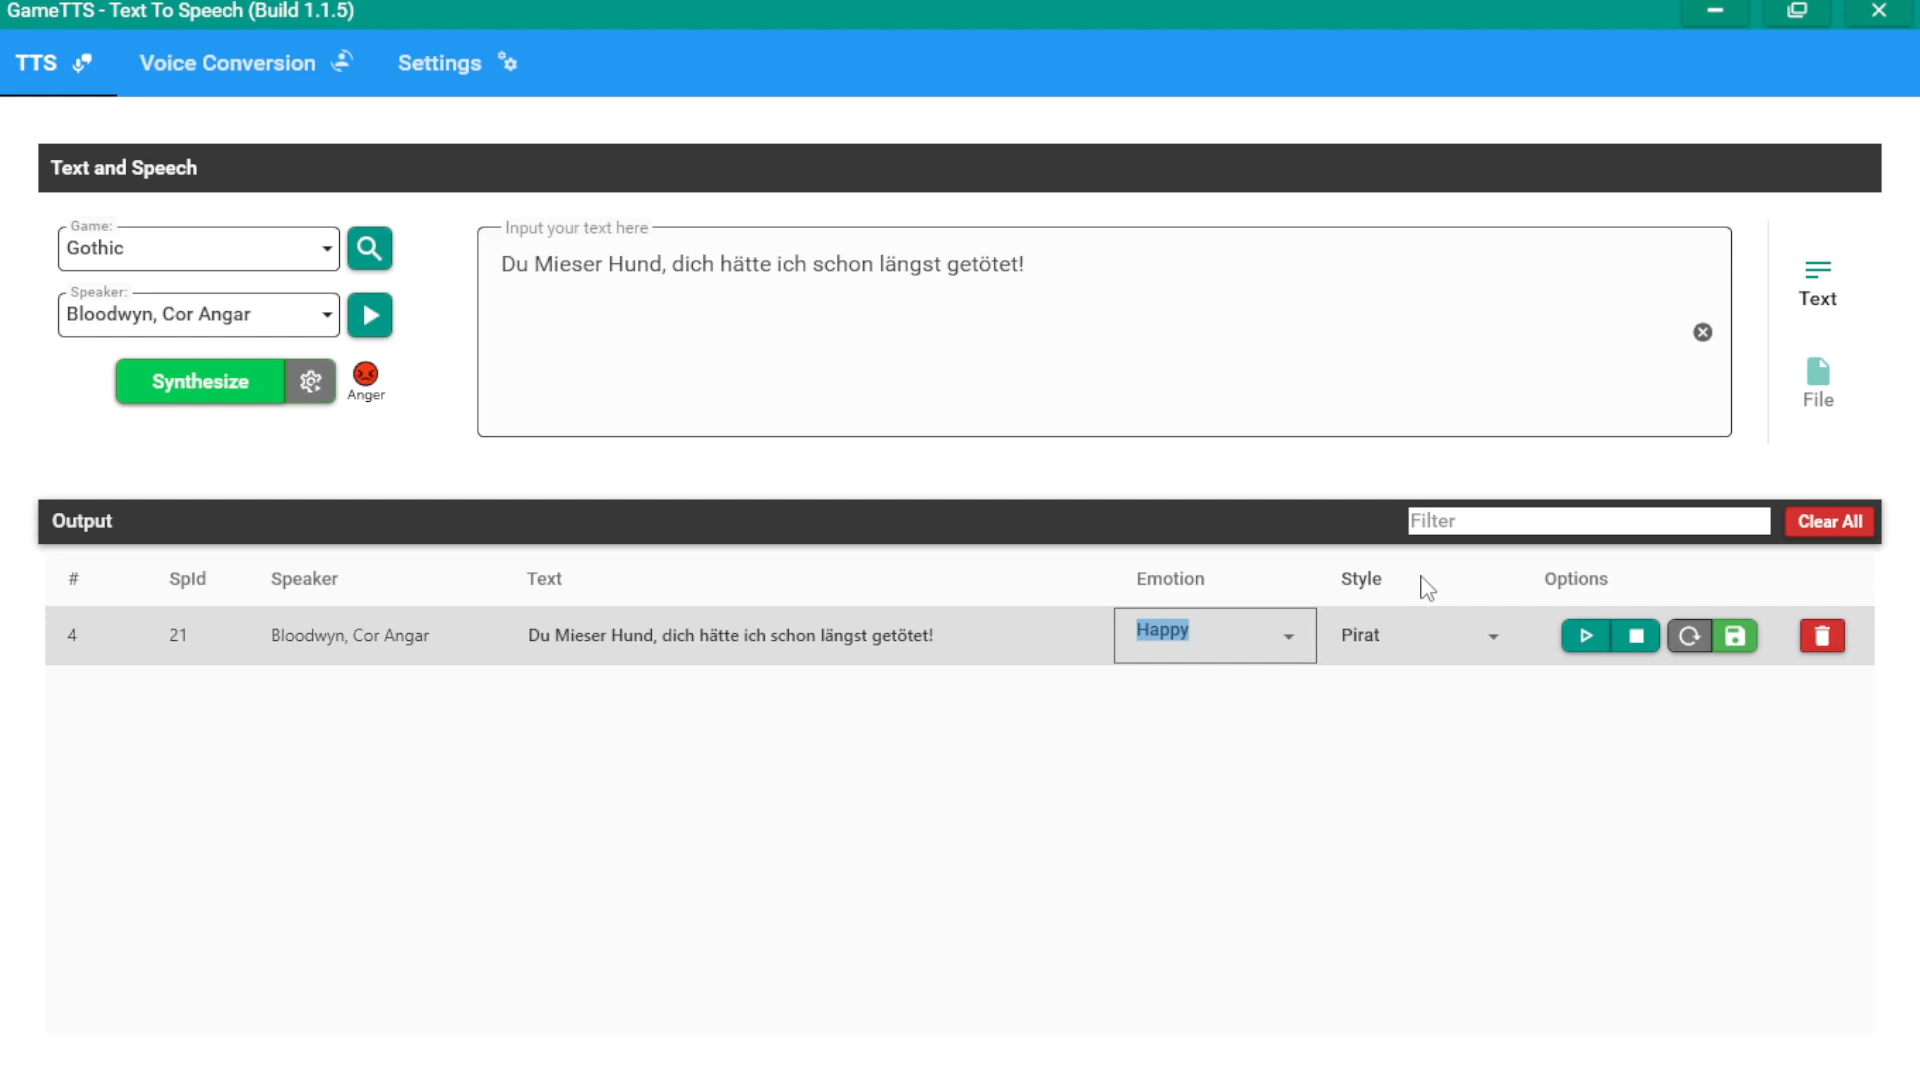 GameTTS - Text To Speech (Build 1.1.5)
TTS Voice Conversion Settings
Text and Speech
Game:
Gothic
Speaker:
Bloodwyn, Cor Angar
Synthesize
Anger
Input your text here
Du Mieser Hund, dich hätte ich schon längst getötet!
Text
File
Output Filter Clear All
# SpId Speaker Text Emotion Style Options
4 21 Bloodwyn, Cor Angar Du Mieser Hund, dich hätte ich schon längst getötet! Happy Pirat